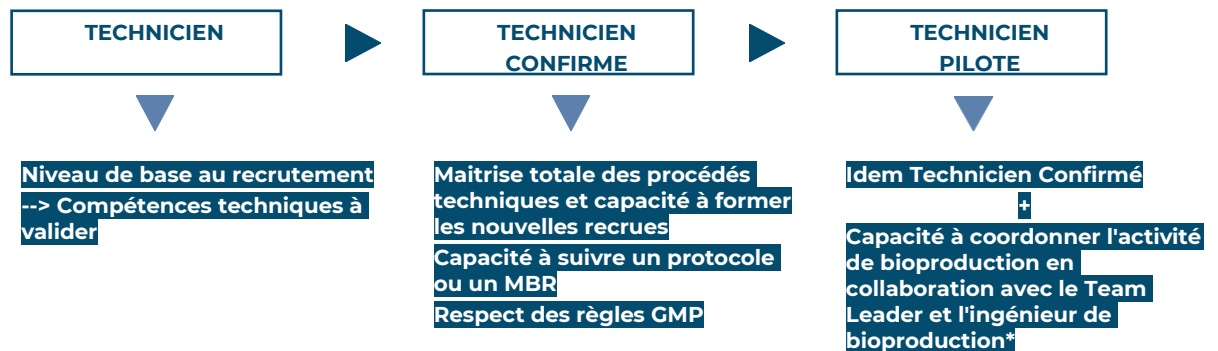 TECHNICIEN
Niveau de base au recrutement
--> Compétences techniques à
valider
TECHNICIEN
CONFIRME
Maitrise totale des procédés
techniques et capacité à former
les nouvelles recrues
Capacité à suivre un protocole
ou un MBR
Respect des règles GMP
TECHNICIEN
PILOTE
Idem Technicien Confirmé
+
Capacité à coordonner l'activité
de bioproduction en
collaboration avec le Team
Leader et l'ingénieur de
bioproduction*